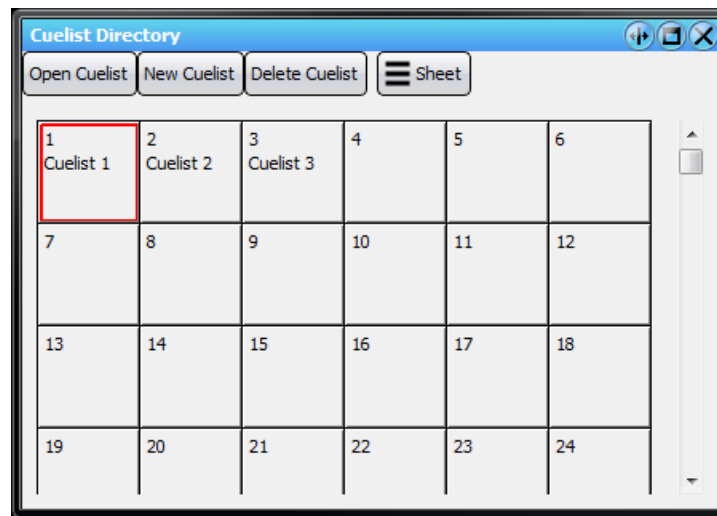 Cuelist Directory
Open Cuelist New Cuelist Delete Cuelist Sheet
1 2 3 4 5 6
Cuelist 1 Cuelist 2 Cuelist 3
7 8 9 10 11 12
13 14 15 16 17 18
19 20 21 22 23 24